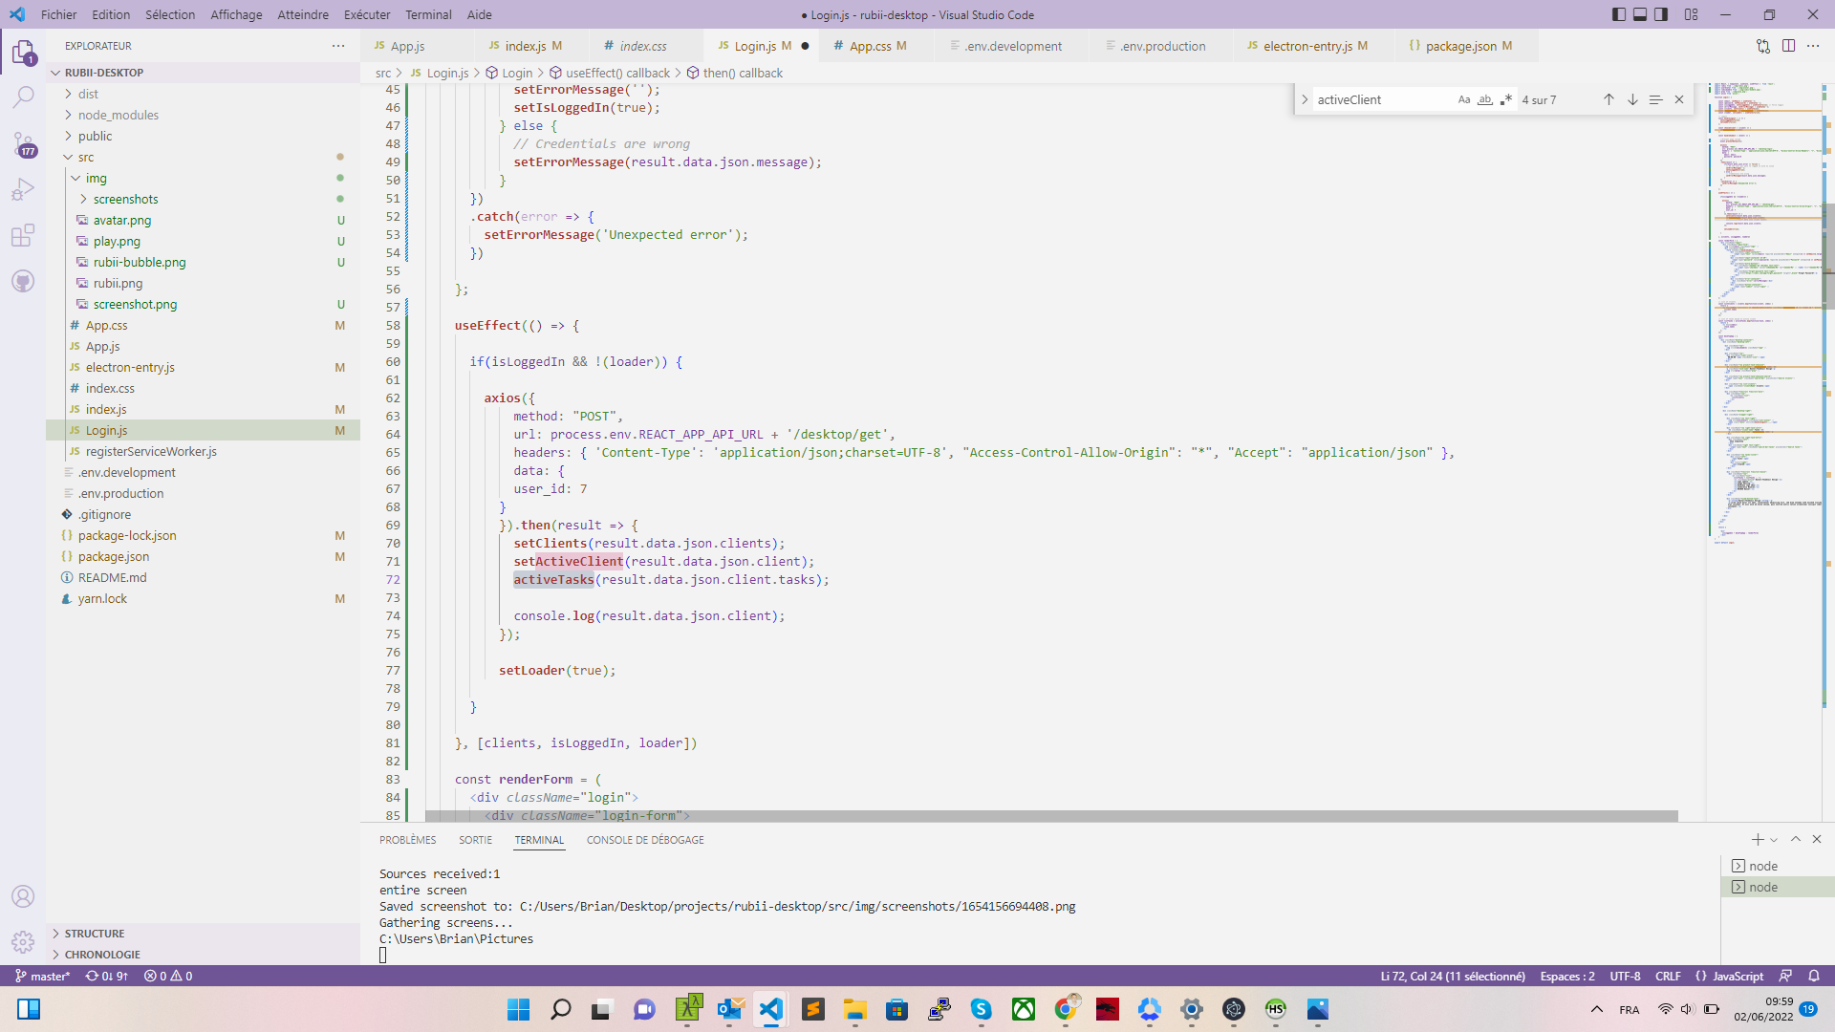 Fichier Edition Sélection Affichage Atteindre Exécuter Terminal Aide
● Login.js - rubii-desktop - Visual Studio Code
EXPLORATEUR
RUBII-DESKTOP
dist
node_modules
public
src
img
screenshots
avatar.png U
play.png U
rubii-bubble.png U
rubii.png
screenshot.png U
# App.css M
JS App.js
JS electron-entry.js M
# index.css
JS index.js M
JS Login.js M
JS registerServiceWorker.js
.env.development
.env.production
.gitignore
{} package-lock.json M
{} package.json M
README.md
yarn.lock M
STRUCTURE
CHRONOLOGIE
1
177
JS App.js
JS index.js M
# index.css
JS Login.js M ●
# App.css M
.env.development
.env.production
JS electron-entry.js M
{} package.json M
src > JS Login.js > Login > useEffect() callback > then() callback
activeClient Aa ab 4 sur 7
45 setErrorMessage('');
46 setIsLoggedIn(true);
47 } else {
48 // Credentials are wrong
49 setErrorMessage(result.data.json.message);
50 }
51 })
52 .catch(error => {
53 setErrorMessage('Unexpected error');
54 })
55
56 };
57
58 useEffect(() => {
59
60 if(isLoggedIn && !(loader)) {
61
62 axios({
63 method: "POST",
64 url: process.env.REACT_APP_API_URL + '/desktop/get',
65 headers: { 'Content-Type': 'application/json;charset=UTF-8', "Access-Control-Allow-Origin": "*", "Accept": "application/json" },
66 data: {
67 user_id: 7
68 }
69 }).then(result => {
70 setClients(result.data.json.clients);
71 setActiveClient(result.data.json.client);
72 activeTasks(result.data.json.client.tasks);
73
74 console.log(result.data.json.client);
75 });
76
77 setLoader(true);
78
79 }
80
81 }, [clients, isLoggedIn, loader])
82
83 const renderForm = (
84 <div className="login">
85 <div className="login-form">
PROBLÈMES SORTIE TERMINAL CONSOLE DE DÉBOGAGE
Sources received:1
entire screen
Saved screenshot to: C:/Users/Brian/Desktop/projects/rubii-desktop/src/img/screenshots/1654156694408.png
Gathering screens...
C:\Users\Brian\Pictures
node
node
master* 0↓ 9↑ 0 0
Li 72, Col 24 (11 sélectionné) Espaces : 2 UTF-8 CRLF {} JavaScript
HS
FRA
09:59
02/06/2022 19